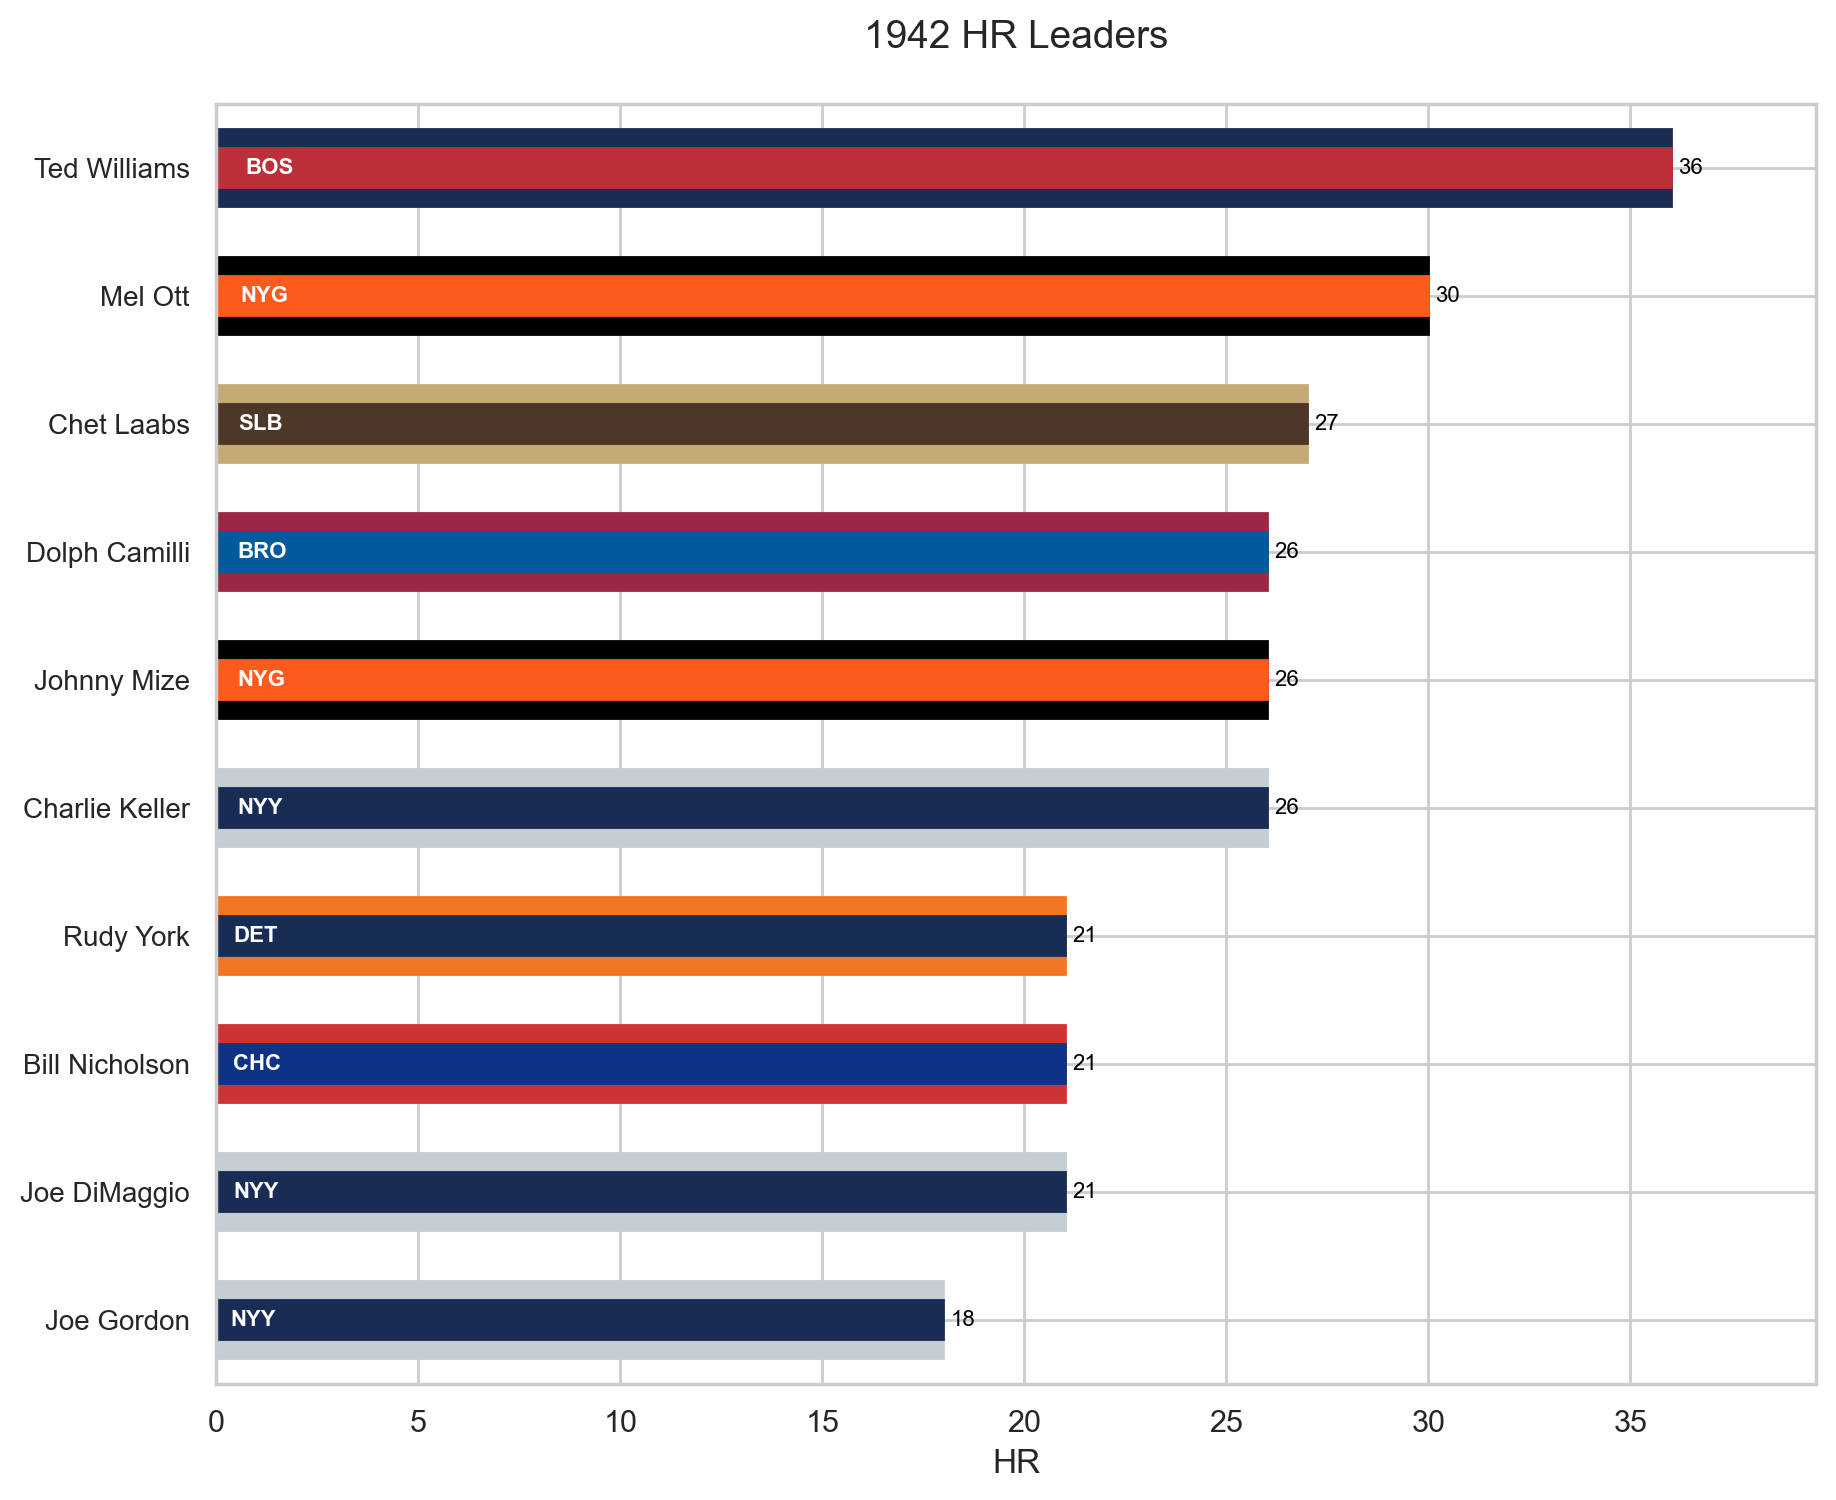 1942 HR Leaders
Ted Williams BOS 36
Mel Ott NYG 30
Chet Laabs SLB 27
Dolph Camilli BRO 26
Johnny Mize NYG 26
Charlie Keller NYY 26
Rudy York DET 21
Bill Nicholson CHC 21
Joe DiMaggio NYY 21
Joe Gordon NYY 18
0 5 10 15 20 25 30 35
HR